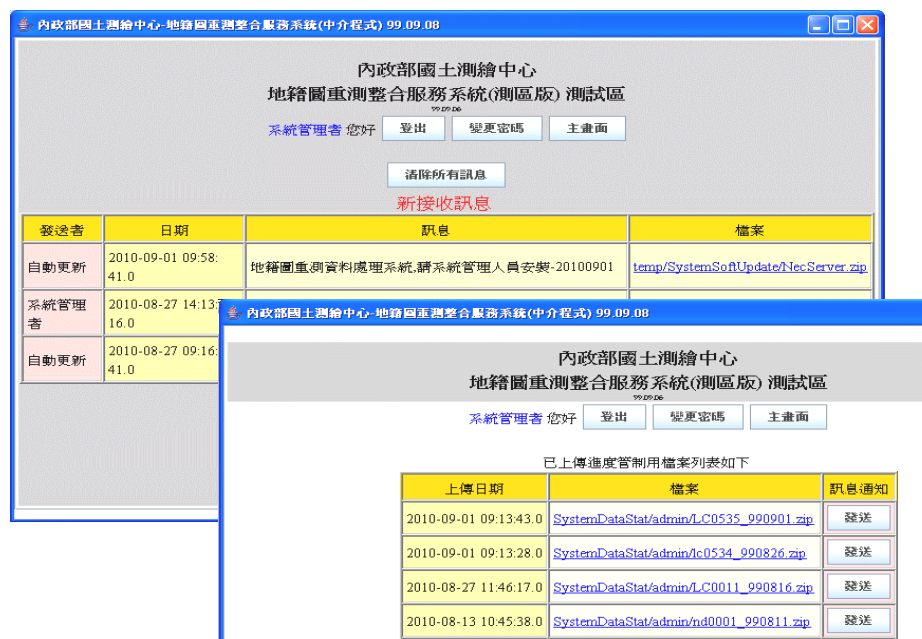 內政部國土測繪中心-地籍圖重測整合服務系統(中介程式) 99.09.08
內政部國土測繪中心
地籍圖重測整合服務系統(測區版) 測試區
99.09.06
系統管理者 您好 登出 變更密碼 主畫面
清除所有訊息
新接收訊息
發送者 日期 訊息 檔案
自動更新 2010-09-01 09:58:41.0 地籍圖重測資料處理系統,請系統管理人員安裝-20100901 temp/SystemSoftUpdate/NecServer.zip
系統管理者 2010-08-27 14:13:16.0
自動更新 2010-08-27 09:16:41.0
內政部國土測繪中心-地籍圖重測整合服務系統(中介程式) 99.09.08
內政部國土測繪中心
地籍圖重測整合服務系統(測區版) 測試區
99.09.06
系統管理者 您好 登出 變更密碼 主畫面
已上傳進度管制用檔案列表如下
上傳日期 檔案 訊息通知
2010-09-01 09:13:43.0 SystemDataStat/admin/LC0535_990901.zip 發送
2010-09-01 09:13:28.0 SystemDataStat/admin/lc0534_990826.zip 發送
2010-08-27 11:46:17.0 SystemDataStat/admin/LC0011_990816.zip 發送
2010-08-13 10:45:38.0 SystemDataStat/admin/nd0001_990811.zip 發送